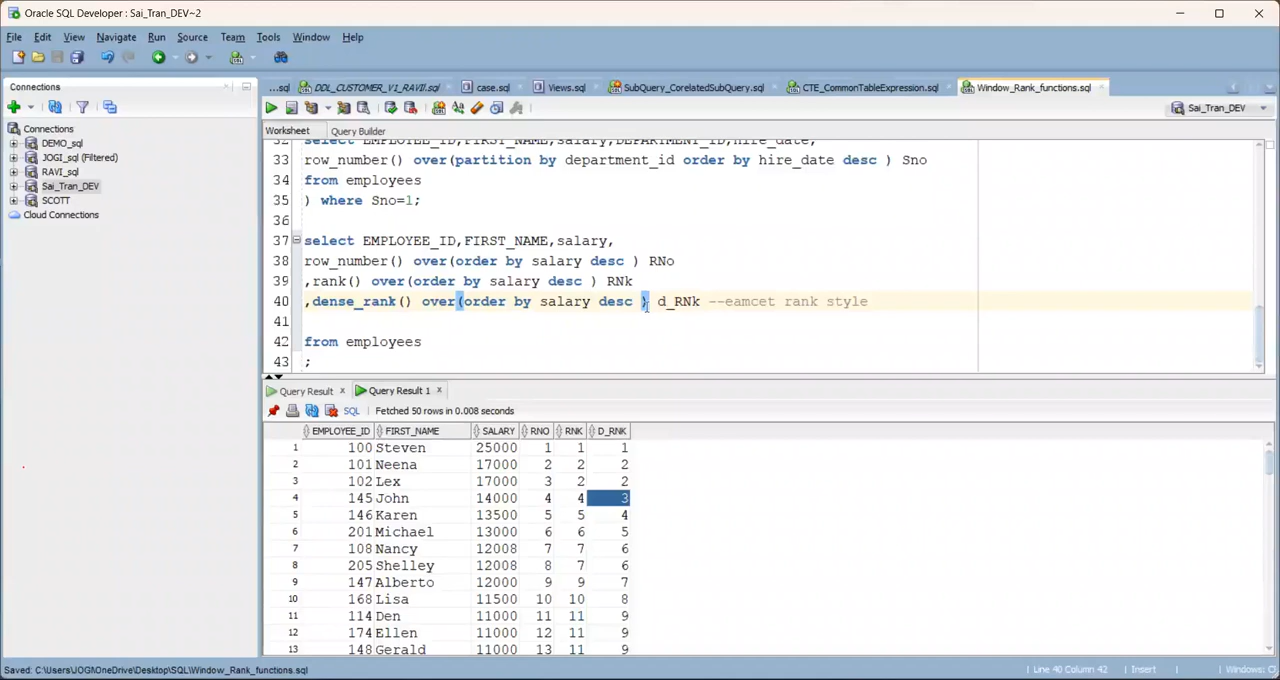 Oracle SQL Developer : Sai_Tran_DEV~2
File Edit View Navigate Run Source Team Tools Window Help
Connections
Connections
DEMO_sql
JOGI_sql (Filtered)
RAVI_sql
Sai_Tran_DEV
SCOTT
Cloud Connections
...sql DDL_CUSTOMER_V1_RAVII.sql case.sql Views.sql SubQuery_CorelatedSubQuery.sql CTE_CommonTableExpression.sql Window_Rank_functions.sql
Sai_Tran_DEV
Worksheet Query Builder
32 select EMPLOYEE_ID,FIRST_NAME,salary,DEPARTMENT_ID,hire_date,
33 row_number() over(partition by department_id order by hire_date desc ) Sno
34 from employees
35 ) where Sno=1;
36
37 select EMPLOYEE_ID,FIRST_NAME,salary,
38 row_number() over(order by salary desc ) RNo
39 ,rank() over(order by salary desc ) RNk
40 ,dense_rank() over(order by salary desc ) d_RNk --eamcet rank style
41
42 from employees
43 ;
Query Result Query Result 1
SQL Fetched 50 rows in 0.008 seconds
EMPLOYEE_ID FIRST_NAME SALARY RNO RNK D_RNK
1 100 Steven 25000 1 1 1
2 101 Neena 17000 2 2 2
3 102 Lex 17000 3 2 2
4 145 John 14000 4 4 3
5 146 Karen 13500 5 5 4
6 201 Michael 13000 6 6 5
7 108 Nancy 12008 7 7 6
8 205 Shelley 12008 8 7 6
9 147 Alberto 12000 9 9 7
10 168 Lisa 11500 10 10 8
11 114 Den 11000 11 11 9
12 174 Ellen 11000 12 11 9
13 148 Gerald 11000 13 11 9
Saved: C:\Users\JOGI\OneDrive\Desktop\SQL\Window_Rank_functions.sql
Line 40 Column 42 Insert Windows: